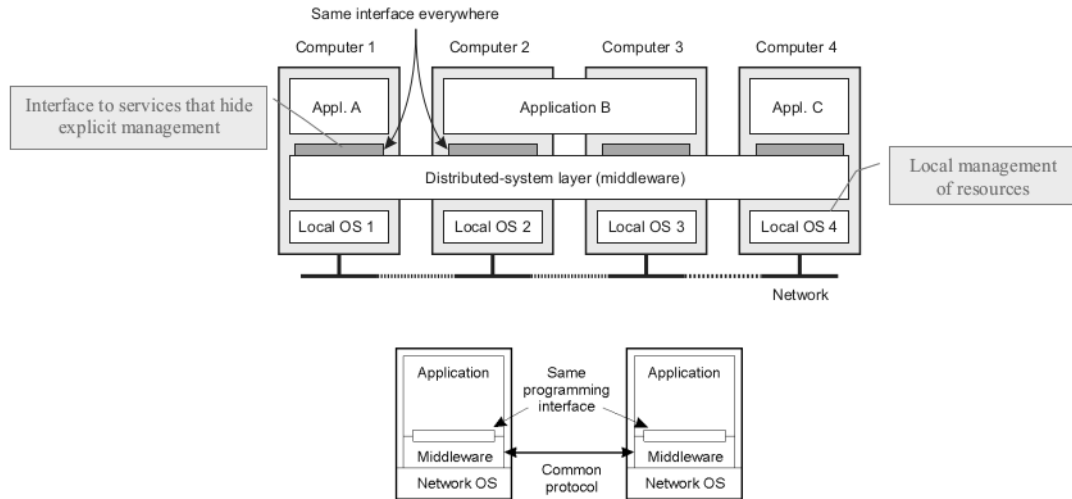 Same interface everywhere
Computer 1
Computer 2
Computer 3
Computer 4
Interface to services that hide
explicit management
Appl. A
Application B
Appl. C
Distributed-system layer (middleware)
Local management
of resources
Local OS 1
Local OS 2
Local OS 3
Local OS 4
Network
Application
Same
programming
interface
Application
Middleware
Middleware
Network OS
Common
protocol
Network OS